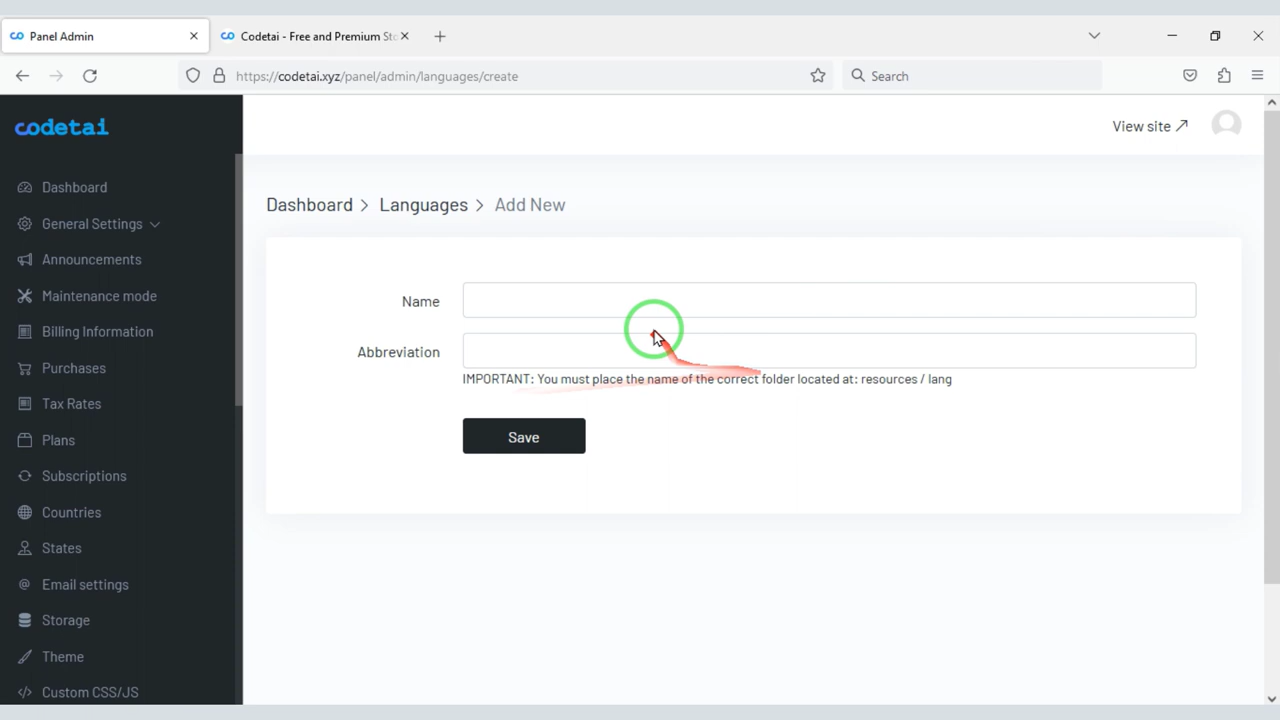 Panel Admin
Codetai - Free and Premium Sto
https://codetai.xyz/panel/admin/languages/create
Search
codetai
View site
Dashboard
General Settings
Announcements
Maintenance mode
Billing Information
Purchases
Tax Rates
Plans
Subscriptions
Countries
States
Email settings
Storage
Theme
Custom CSS/JS
Dashboard > Languages > Add New
Name
Abbreviation
IMPORTANT: You must place the name of the correct folder located at: resources / lang
Save